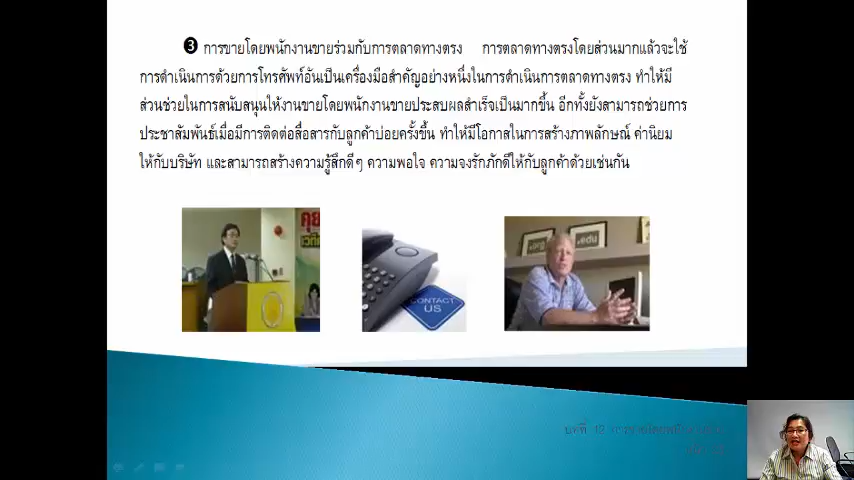 ❸ การขายโดยพนักงานขายร่วมกับการตลาดทางตรง การตลาดทางตรงโดยส่วนมากแล้วจะใช้
การดำเนินการด้วยการโทรศัพท์อันเป็นเครื่องมือสำคัญอย่างหนึ่งในการดำเนินการตลาดทางตรง ทำให้มี
ส่วนช่วยในการสนับสนุนให้งานขายโดยพนักงานขายประสบผลสำเร็จเป็นมากขึ้น อีกทั้งยังสามารถช่วยการ
ประชาสัมพันธ์เมื่อมีการติดต่อสื่อสารกับลูกค้าบ่อยครั้งขึ้น ทำให้มีโอกาสในการสร้างภาพลักษณ์ ค่านิยม
ให้กับบริษัท และสามารถสร้างความรู้สึกดีๆ ความพอใจ ความจงรักภักดีให้กับลูกค้าด้วยเช่นกัน
คุย
CONTACT
US
.org
.edu
บทที่ 12